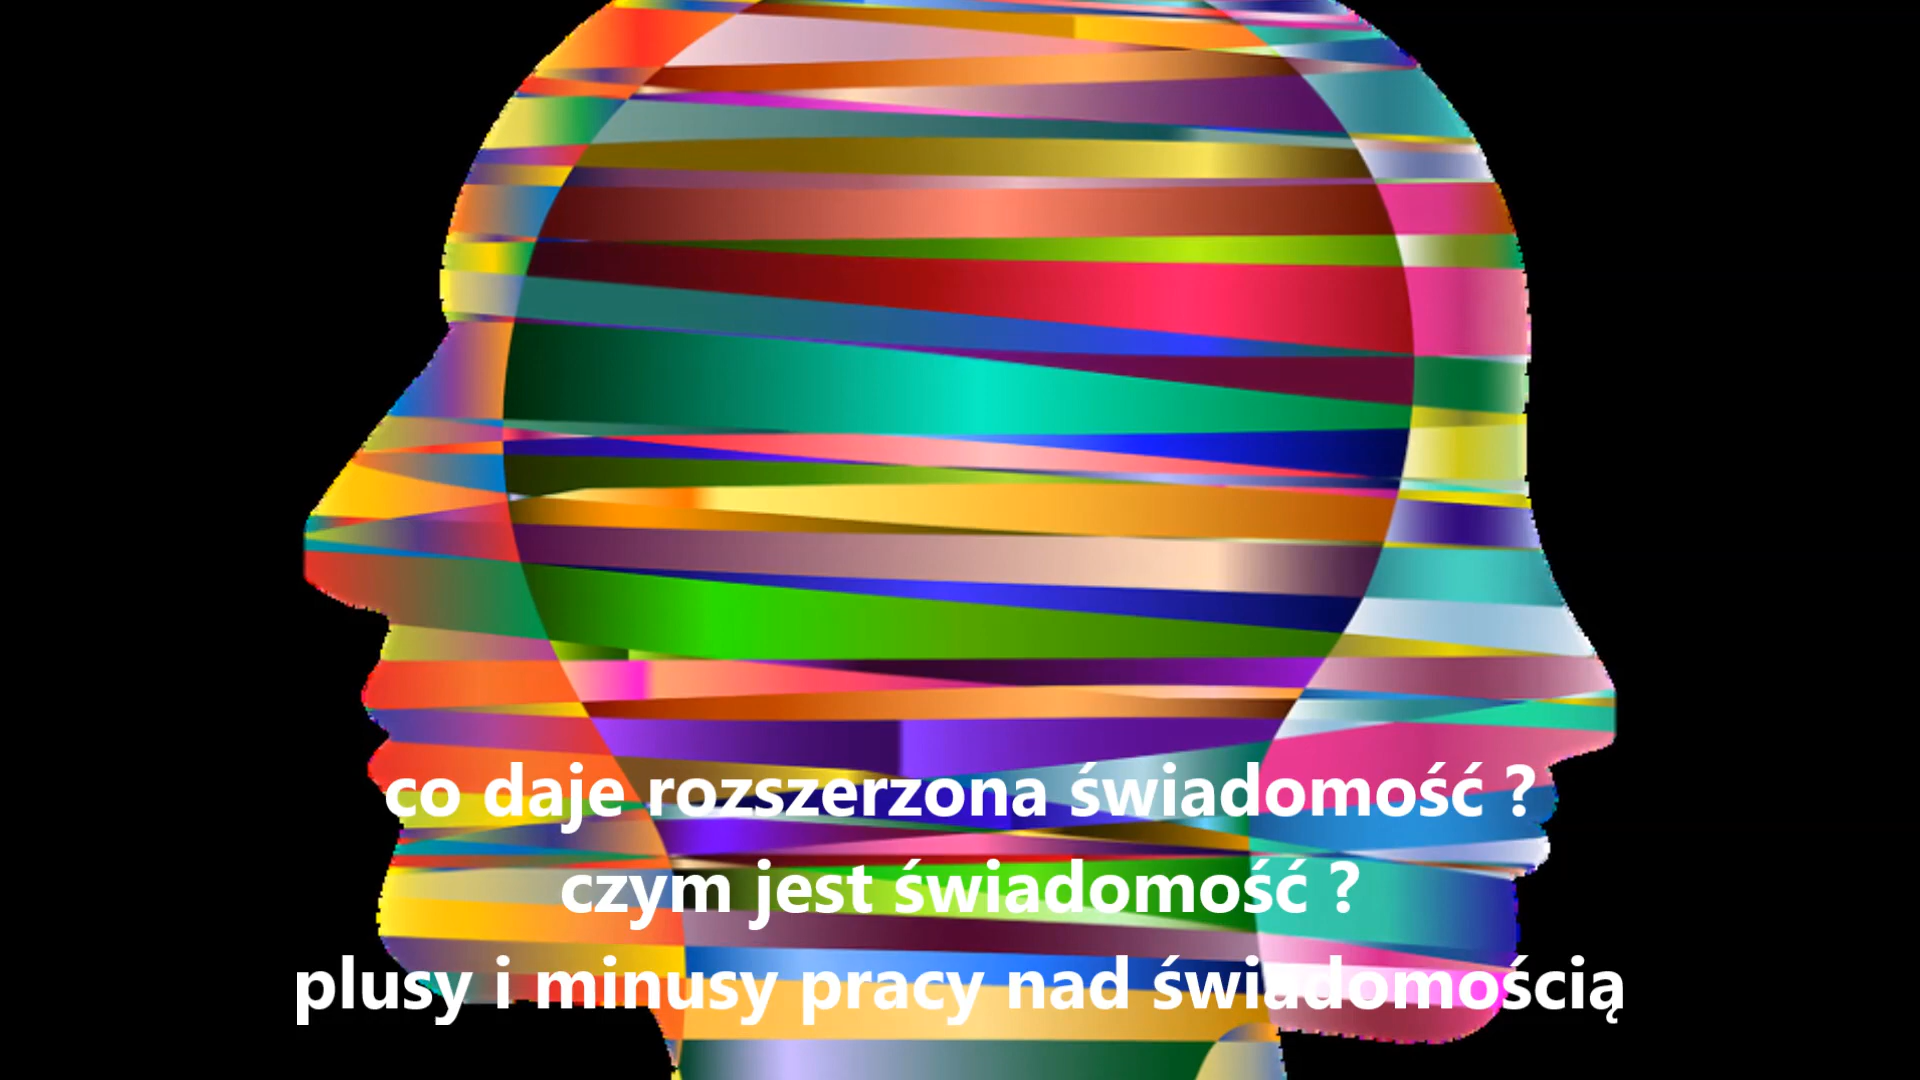 co daje rozszerzona świadomość ?
czym jest świadomość ?
plusy i minusy pracy nad świadomością